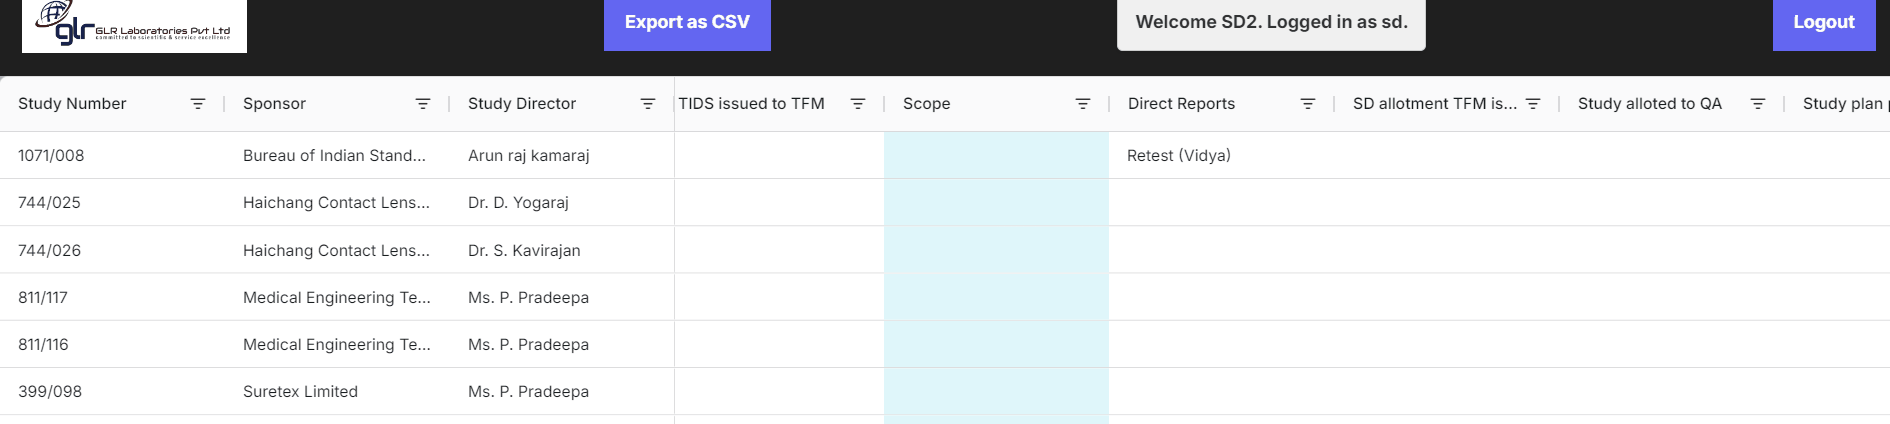 glr GLR Laboratories Pvt Ltd
committed to scientific & service excellence
Export as CSV
Welcome SD2. Logged in as sd.
Logout
Study Number Sponsor Study Director TIDS issued to TFM Scope Direct Reports SD allotment TFM is... Study alloted to QA Study plan
1071/008 Bureau of Indian Stand... Arun raj kamaraj Retest (Vidya)
744/025 Haichang Contact Lens... Dr. D. Yogaraj
744/026 Haichang Contact Lens... Dr. S. Kavirajan
811/117 Medical Engineering Te... Ms. P. Pradeepa
811/116 Medical Engineering Te... Ms. P. Pradeepa
399/098 Suretex Limited Ms. P. Pradeepa